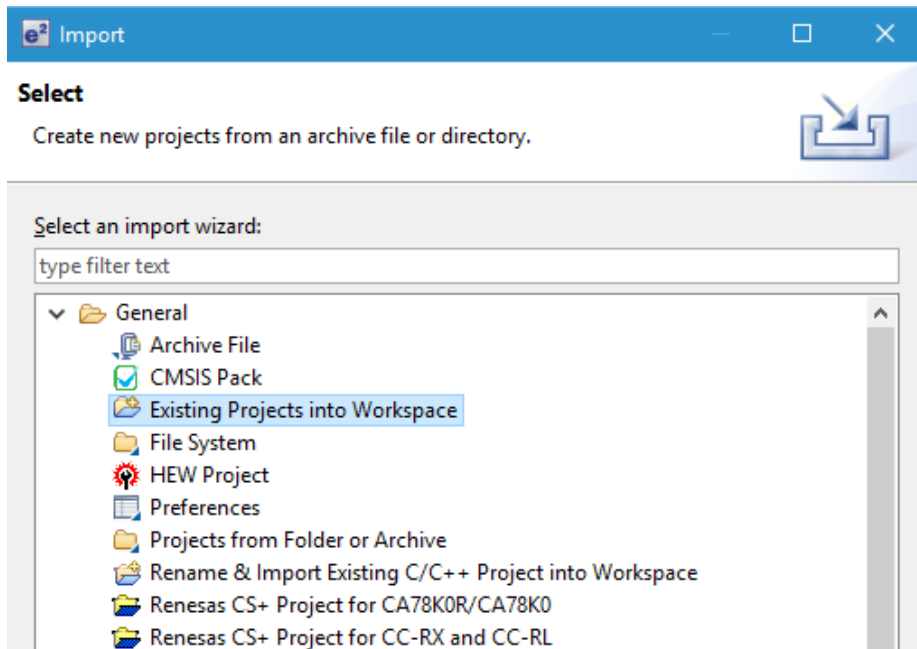 e² Import
Select
Create new projects from an archive file or directory.
Select an import wizard:
type filter text
General
Archive File
CMSIS Pack
Existing Projects into Workspace
File System
HEW Project
Preferences
Projects from Folder or Archive
Rename & Import Existing C/C++ Project into Workspace
Renesas CS+ Project for CA78K0R/CA78K0
Renesas CS+ Project for CC-RX and CC-RL